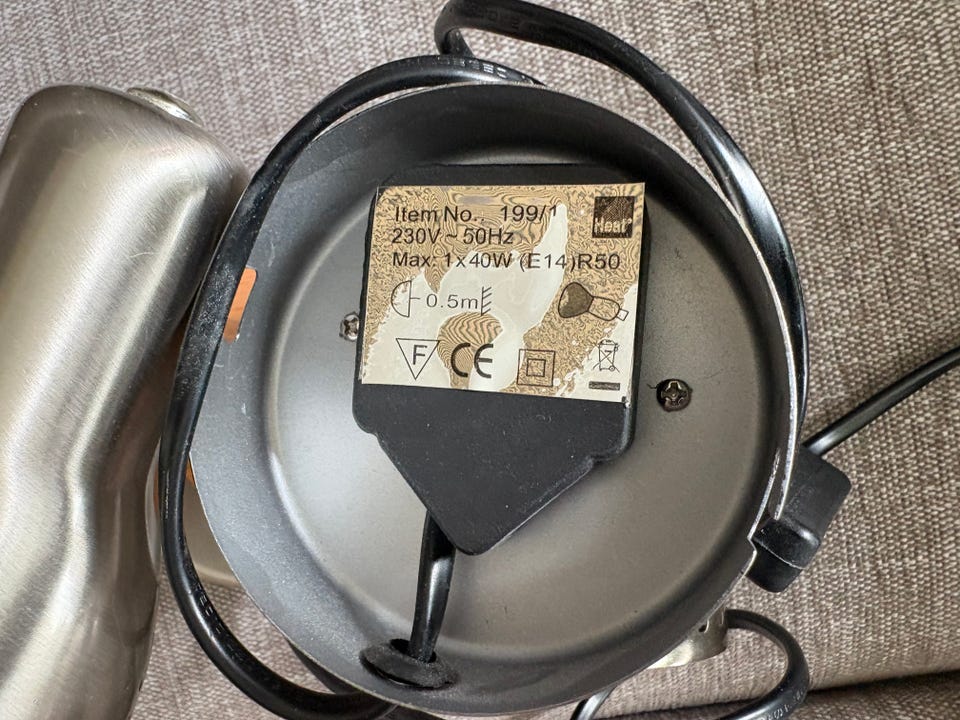 Item No. 199/1
230V ~ 50Hz
Max: 1x40W (E14)R50
0.5m
F CE